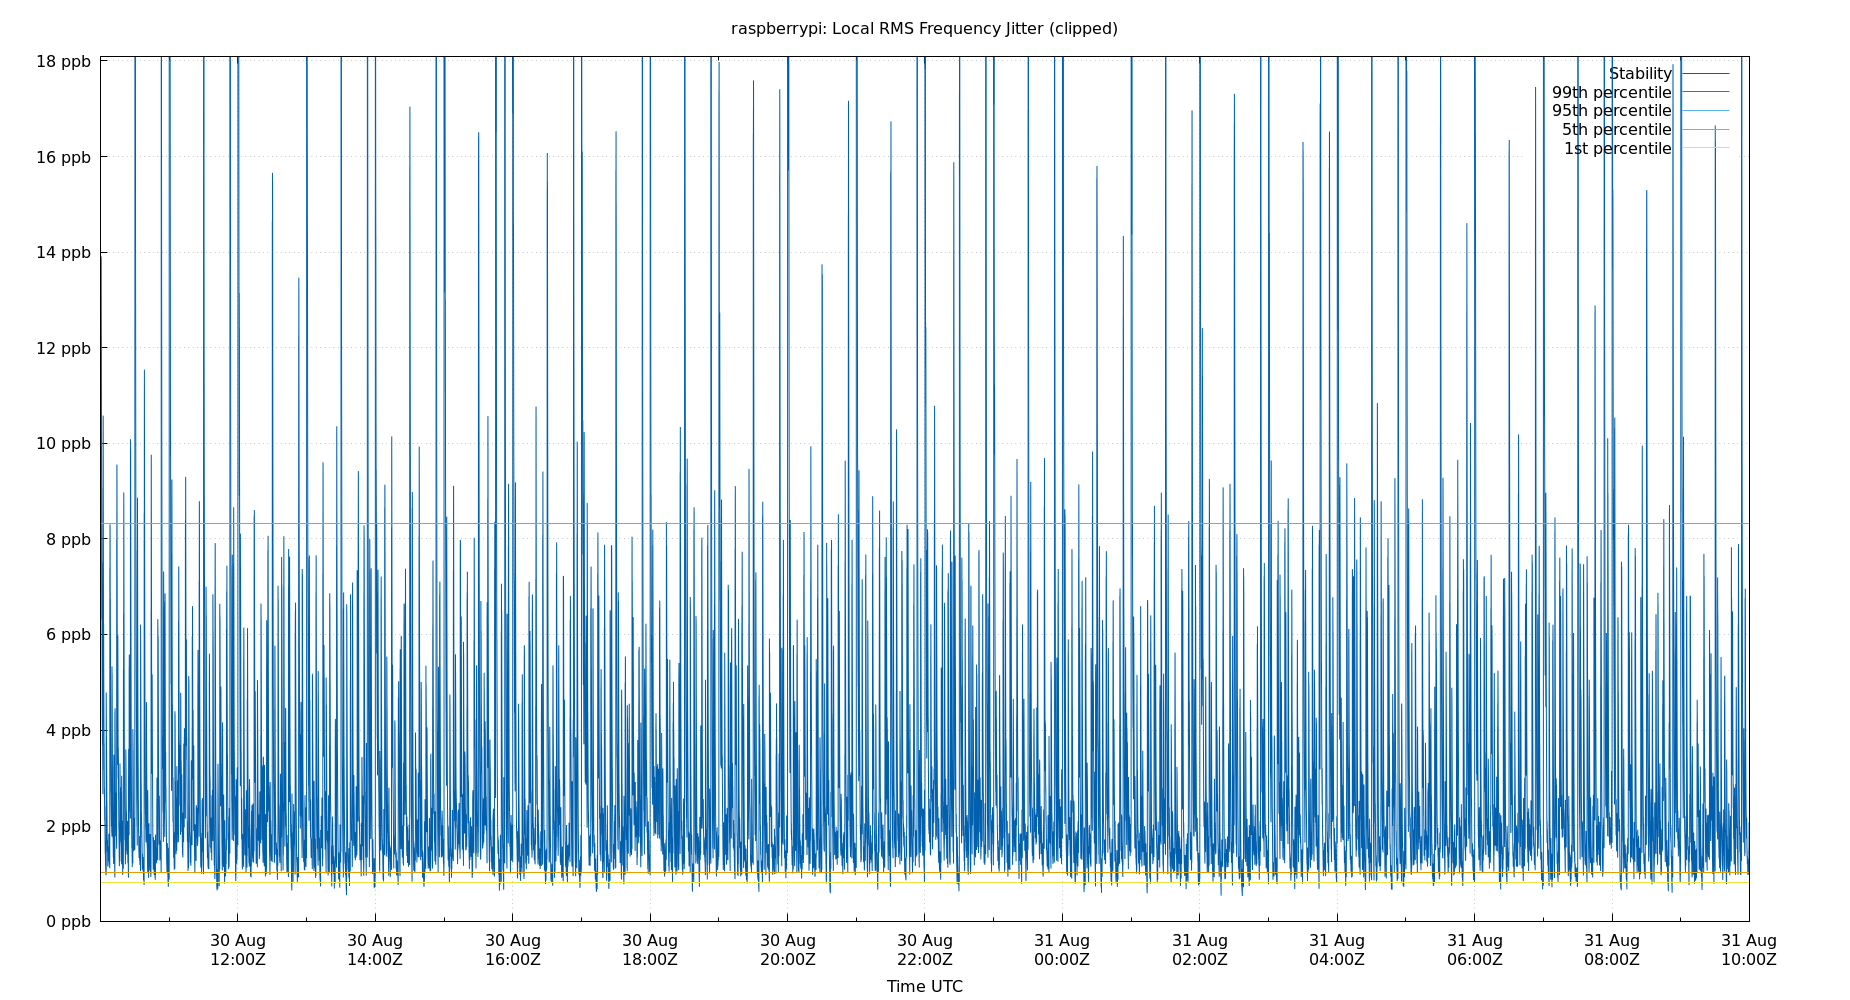 raspberrypi: Local RMS Frequency Jitter (clipped)
18 ppb
16 ppb
14 ppb
12 ppb
10 ppb
8 ppb
6 ppb
4 ppb
2 ppb
0 ppb
Stability
99th percentile
95th percentile
5th percentile
1st percentile
30 Aug 30 Aug 30 Aug 30 Aug 30 Aug 30 Aug 31 Aug 31 Aug 31 Aug 31 Aug 31 Aug 31 Aug
12:00Z 14:00Z 16:00Z 18:00Z 20:00Z 22:00Z 00:00Z 02:00Z 04:00Z 06:00Z 08:00Z 10:00Z
Time UTC